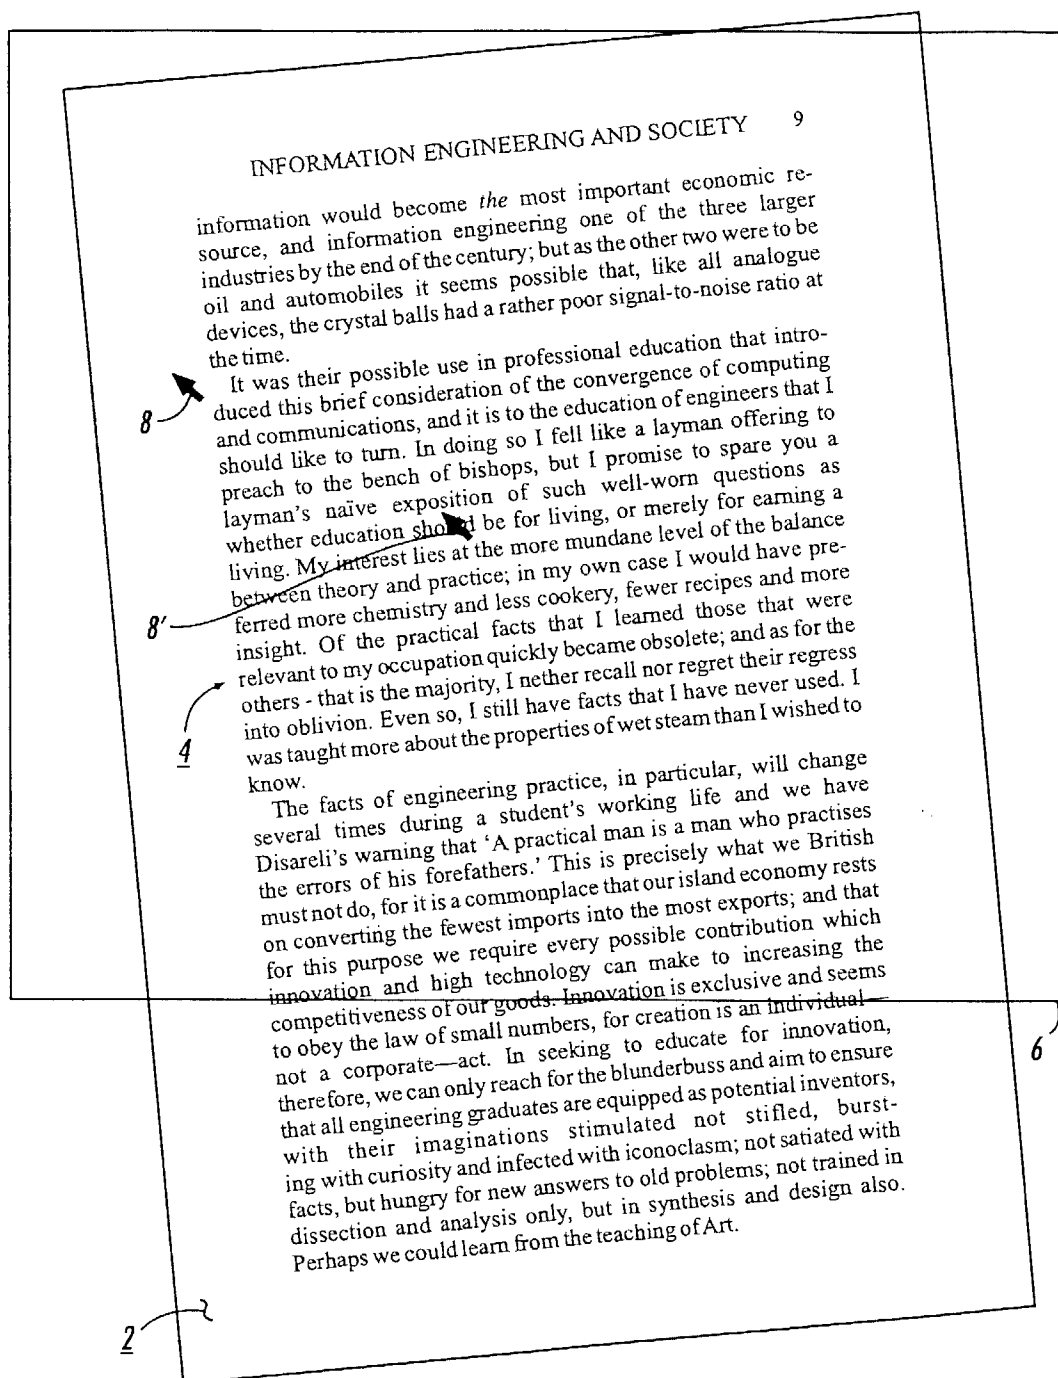 INFORMATION ENGINEERING AND SOCIETY 9
information would become the most important economic re-
source, and information engineering one of the three larger
industries by the end of the century; but as the other two were to be
oil and automobiles it seems possible that, like all analogue
devices, the crystal balls had a rather poor signal-to-noise ratio at
the time.
It was their possible use in professional education that intro-
duced this brief consideration of the convergence of computing
and communications, and it is to the education of engineers that I
should like to turn. In doing so I fell like a layman offering to
preach to the bench of bishops, but I promise to spare you a
layman's naïve exposition of such well-worn questions as
whether education should be for living, or merely for earning a
living. My interest lies at the more mundane level of the balance
between theory and practice; in my own case I would have pre-
ferred more chemistry and less cookery, fewer recipes and more
insight. Of the practical facts that I learned those that were
relevant to my occupation quickly became obsolete; and as for the
others - that is the majority, I nether recall nor regret their regress
into oblivion. Even so, I still have facts that I have never used. I
was taught more about the properties of wet steam than I wished to
know.
The facts of engineering practice, in particular, will change
several times during a student's working life and we have
Disareli's warning that 'A practical man is a man who practises
the errors of his forefathers.' This is precisely what we British
must not do, for it is a commonplace that our island economy rests
on converting the fewest imports into the most exports; and that
for this purpose we require every possible contribution which
innovation and high technology can make to increasing the
competitiveness of our goods. Innovation is exclusive and seems
to obey the law of small numbers, for creation is an individual—
not a corporate—act. In seeking to educate for innovation,
therefore, we can only reach for the blunderbuss and aim to ensure
that all engineering graduates are equipped as potential inventors,
with their imaginations stimulated not stifled, burst-
ing with curiosity and infected with iconoclasm; not satiated with
facts, but hungry for new answers to old problems; not trained in
dissection and analysis only, but in synthesis and design also.
Perhaps we could learn from the teaching of Art.
8
8'
4
6
2